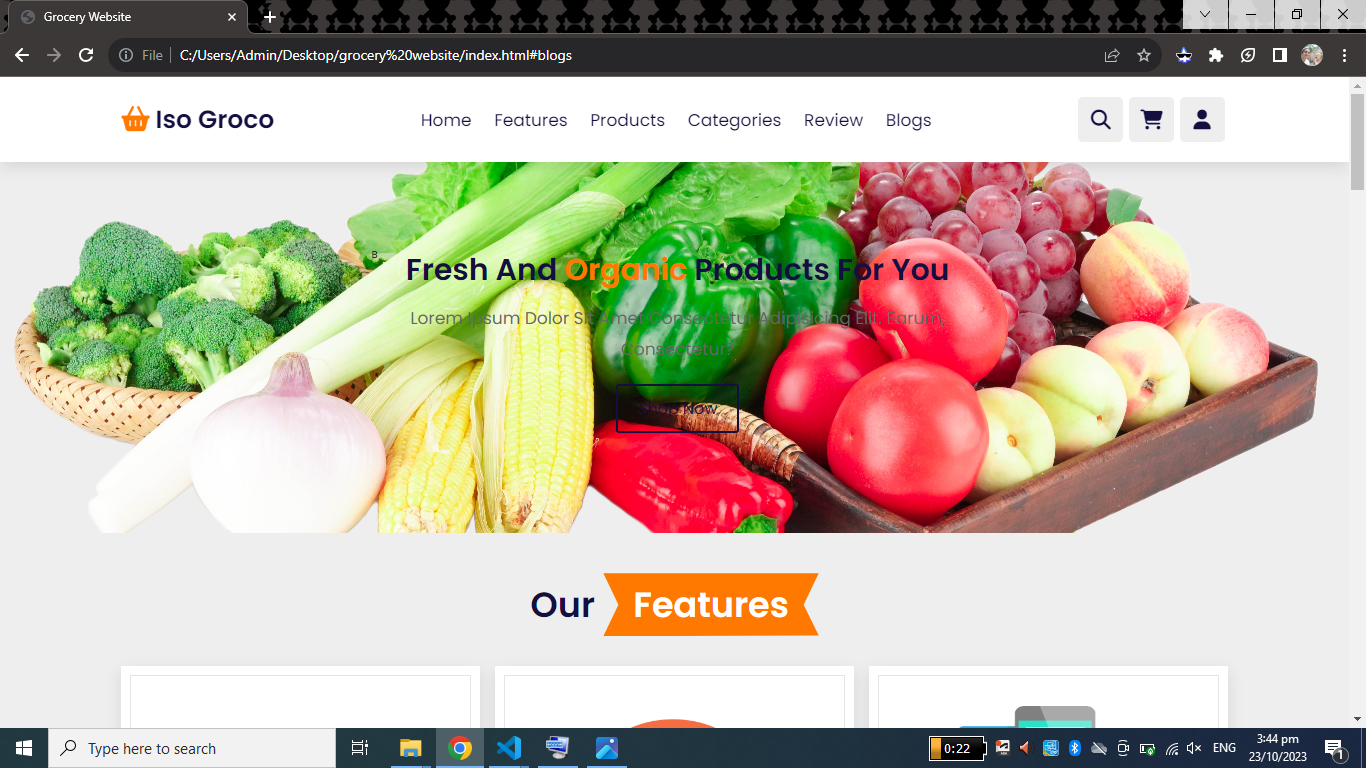 Grocery Website
File
C:/Users/Admin/Desktop/grocery%20website/index.html#blogs
Iso Groco
Home Features Products Categories Review Blogs
B
Fresh And Organic Products For You
Lorem Ipsum Dolor Sit Amet Consectetur Adipisicing Elit. Earum,
Consectetur?
Shop Now
Our Features
Type here to search
0:22
ENG
3:44 pm
23/10/2023
1